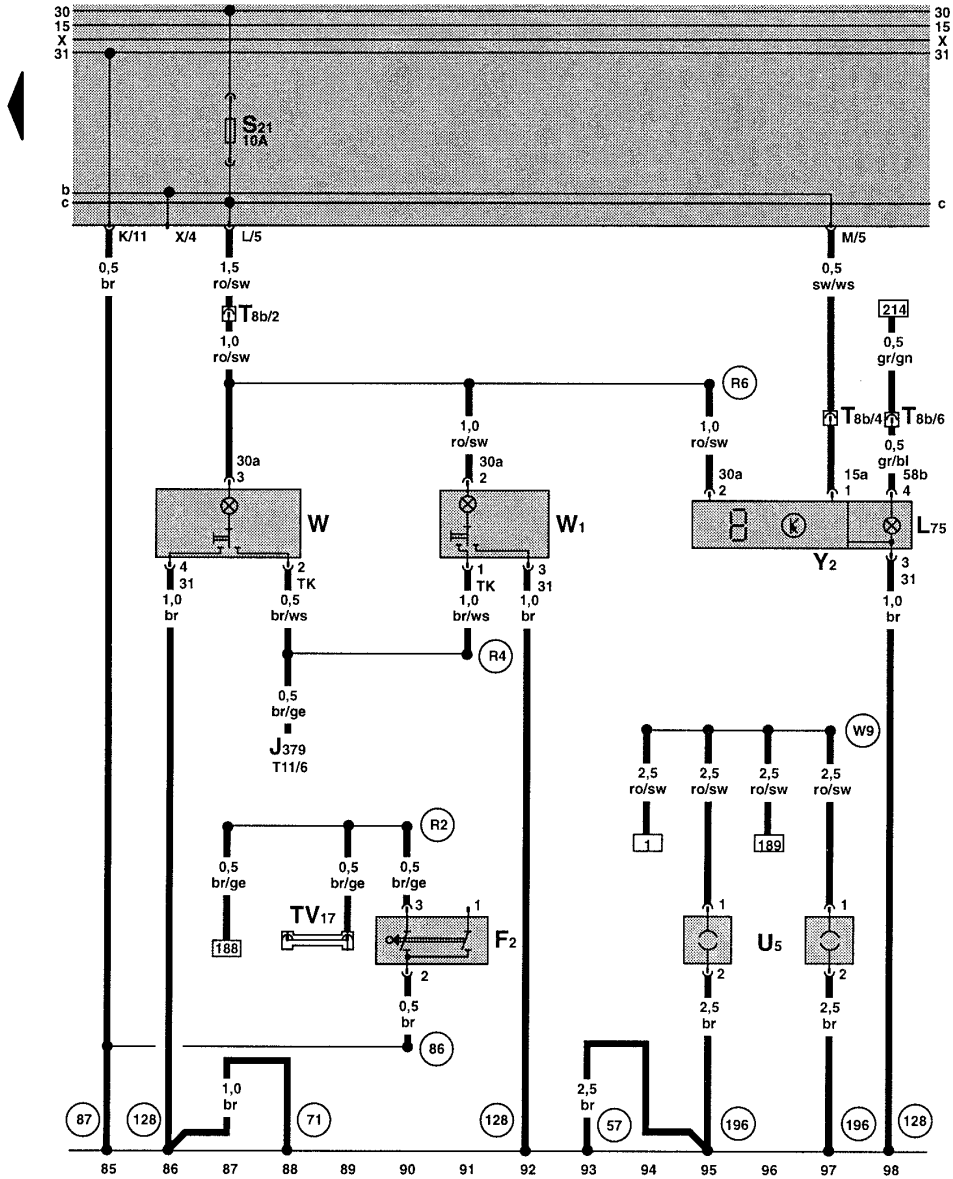 30 30
15 15
X X
31 31
S21
10A
b
c c
K/11 X/4 L/5 M/5
0,5
br
1,5
ro/sw
0,5
sw/ws
T8b/2
214
1,0
ro/sw
0,5
gr/gn
R6
T8b/4 T8b/6
1,0
ro/sw
1,0
ro/sw
0,5
gr/bl
30a
3
30a
2
30a
2
15a
1
58b
4
W W1 L75
Y2
4
31
2
TK
1
TK
3
31
3
31
1,0
br
0,5
br/ws
1,0
br/ws
1,0
br
1,0
br
R4
0,5
br/ge
J379
T11/6
W9
2,5
ro/sw
2,5
ro/sw
2,5
ro/sw
2,5
ro/sw
R2
1 189
0,5
br/ge
0,5
br/ge
0,5
br/ge
3 1 1 1
TV17
188
F2 U5
2 2 2
0,5
br
2,5
br
2,5
br
86
1,0
br
2,5
br
87 128 71 128 57 196 196 128
85 86 87 88 89 90 91 92 93 94 95 96 97 98